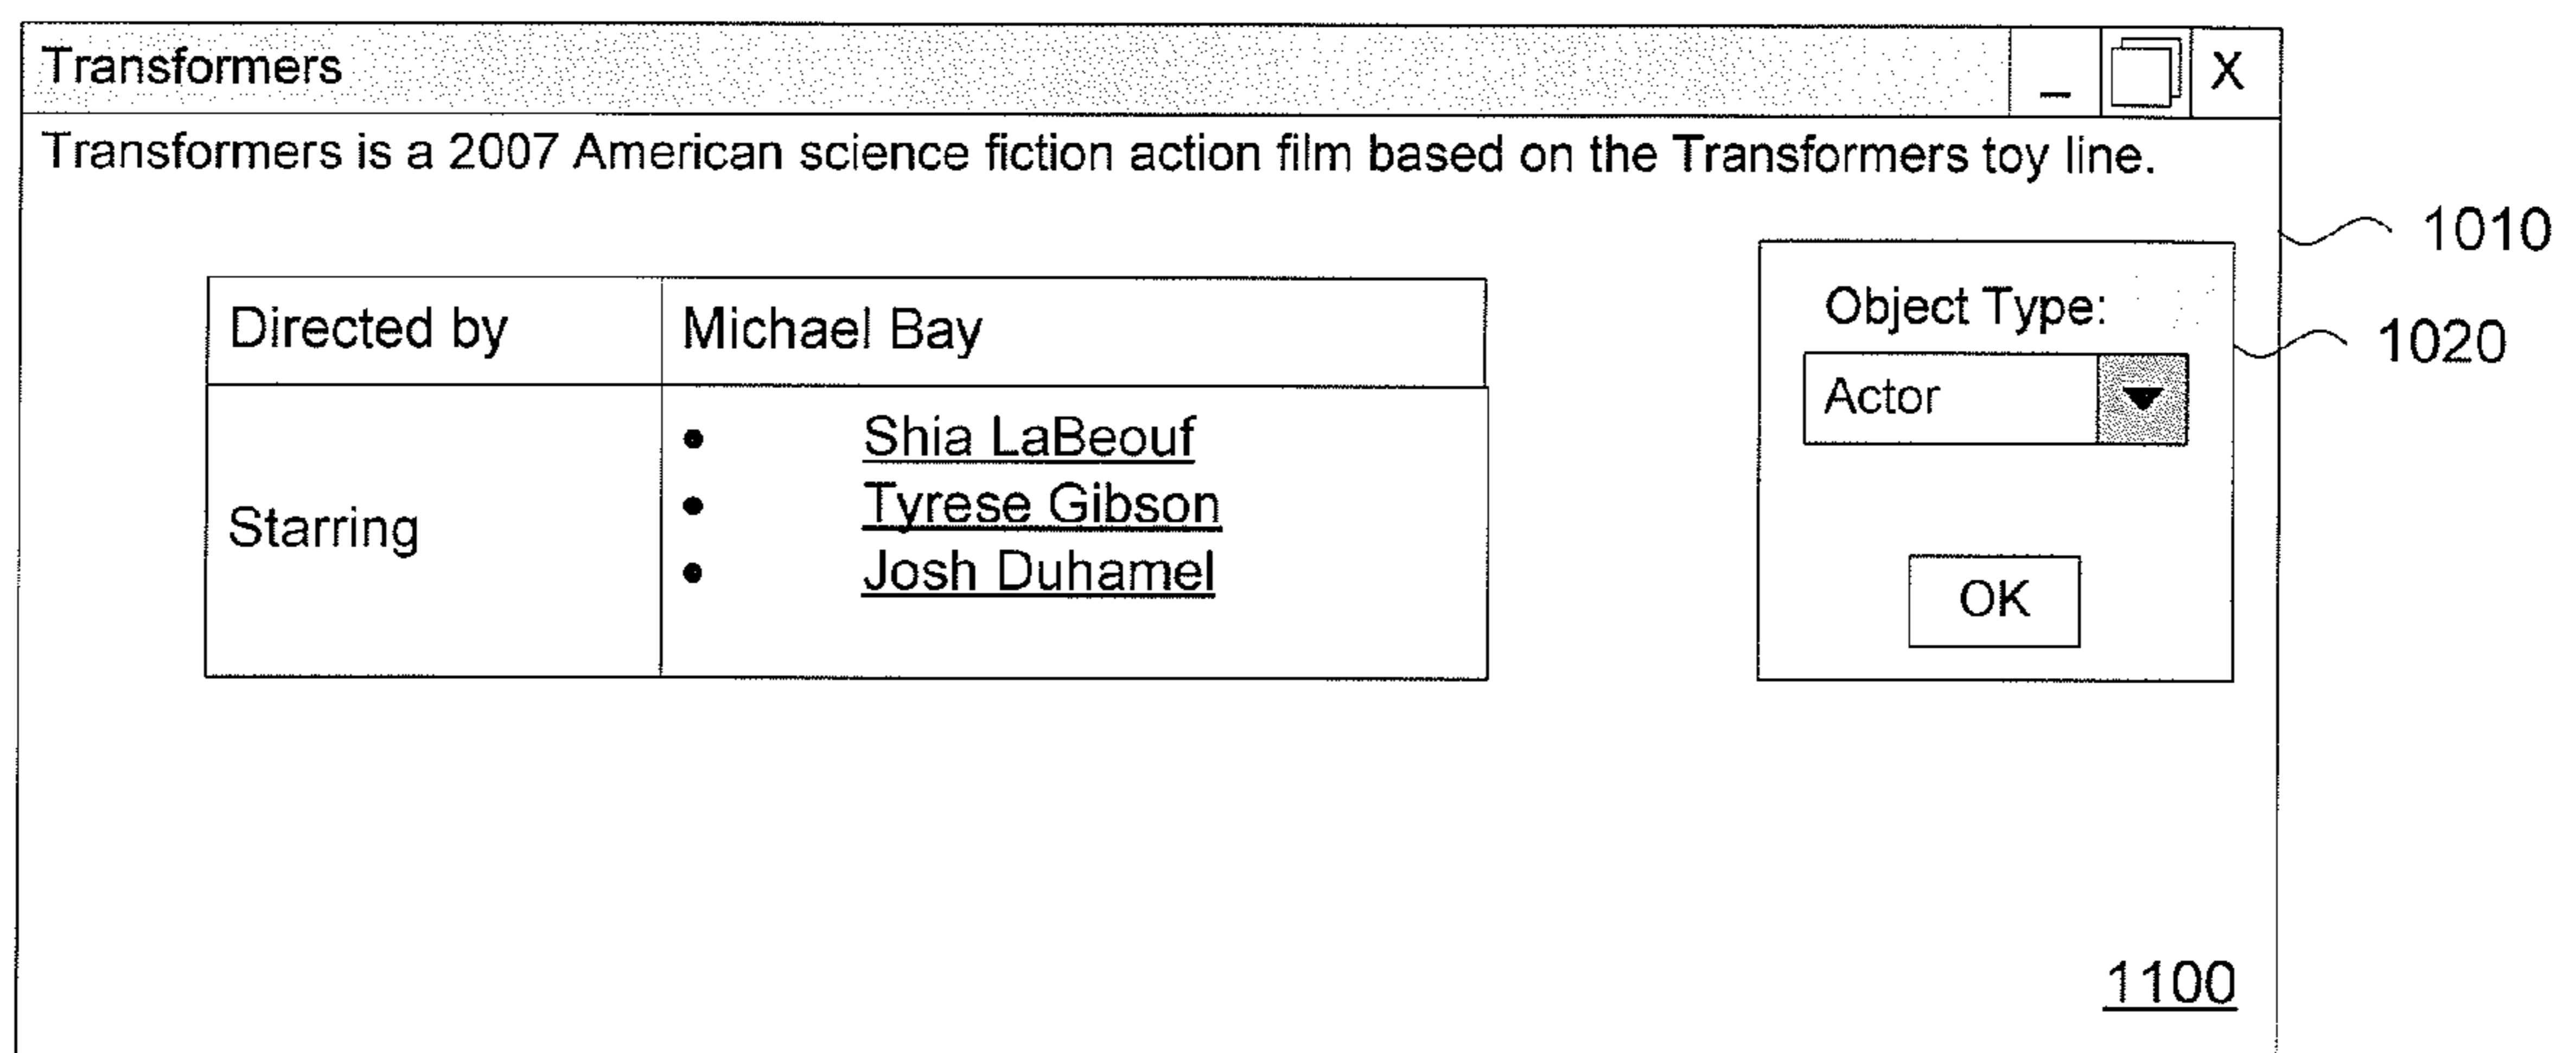 Transformers _ X
Transformers is a 2007 American science fiction action film based on the Transformers toy line.
1010
Directed by Michael Bay
Starring
• Shia LaBeouf
• Tyrese Gibson
• Josh Duhamel
Object Type:
1020
Actor
OK
1100